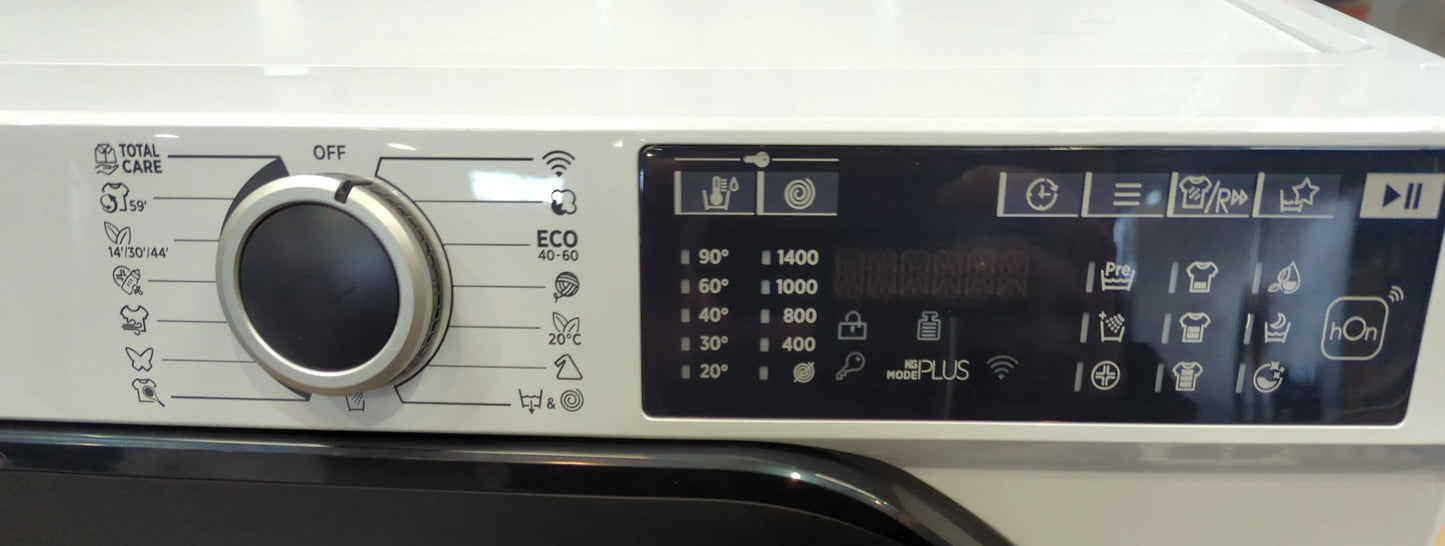 OFF
TOTAL
CARE
59'
14'/30'/44'
ECO
40-60
20°C
&
/R
90° 1400
60° 1000
40° 800
30° 400
20°
KG
MODE PLUS
Pre
hOn